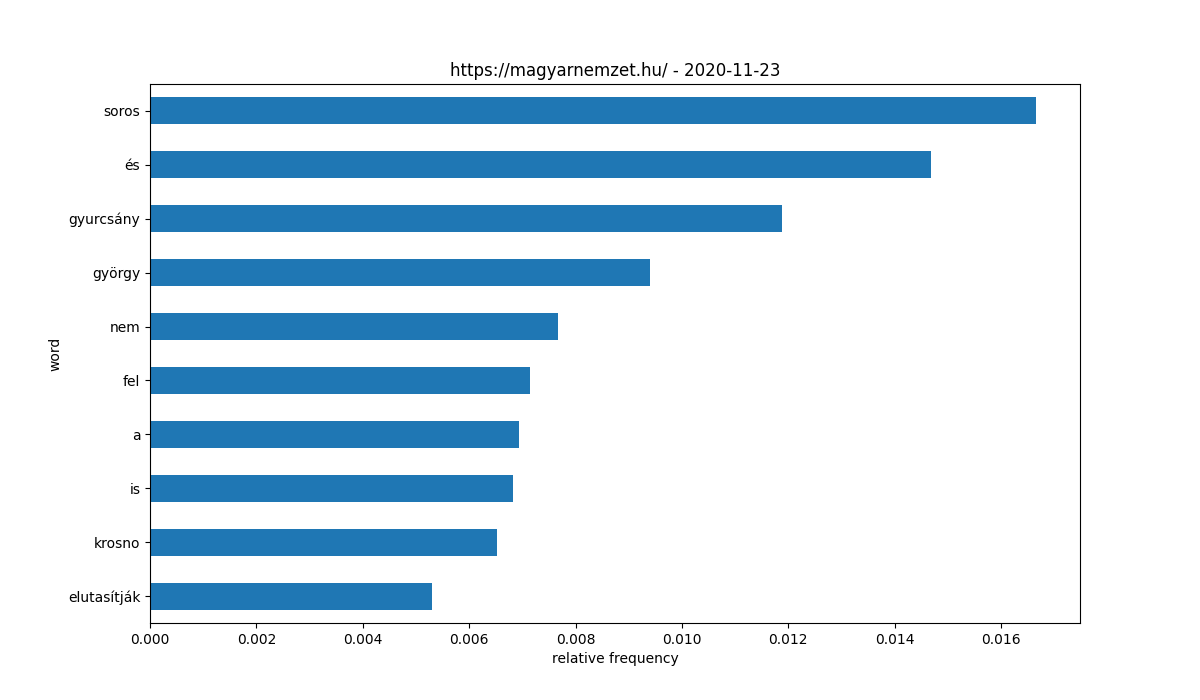 https://magyarnemzet.hu/ - 2020-11-23
soros
és
gyurcsány
györgy
nem
fel
a
is
krosno
elutasítják
word
0.000 0.002 0.004 0.006 0.008 0.010 0.012 0.014 0.016
relative frequency